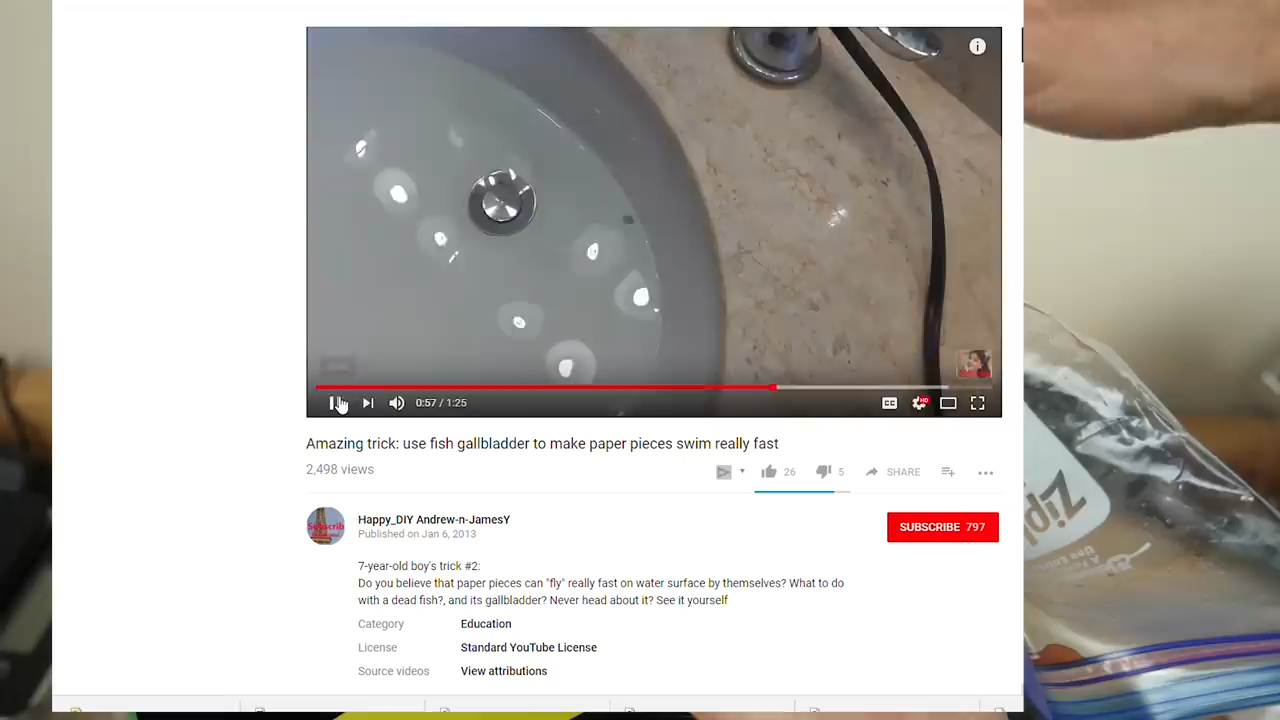 0:57 / 1:25
CC
HD
Amazing trick: use fish gallbladder to make paper pieces swim really fast
2,498 views
26
5
SHARE
Subscrib
Happy_DIY Andrew-n-JamesY
Published on Jan 6, 2013
SUBSCRIBE 797
7-year-old boy's trick #2:
Do you believe that paper pieces can "fly" really fast on water surface by themselves? What to do
with a dead fish?, and its gallbladder? Never head about it? See it yourself
Category
Education
License
Standard YouTube License
Source videos
View attributions
Zipl